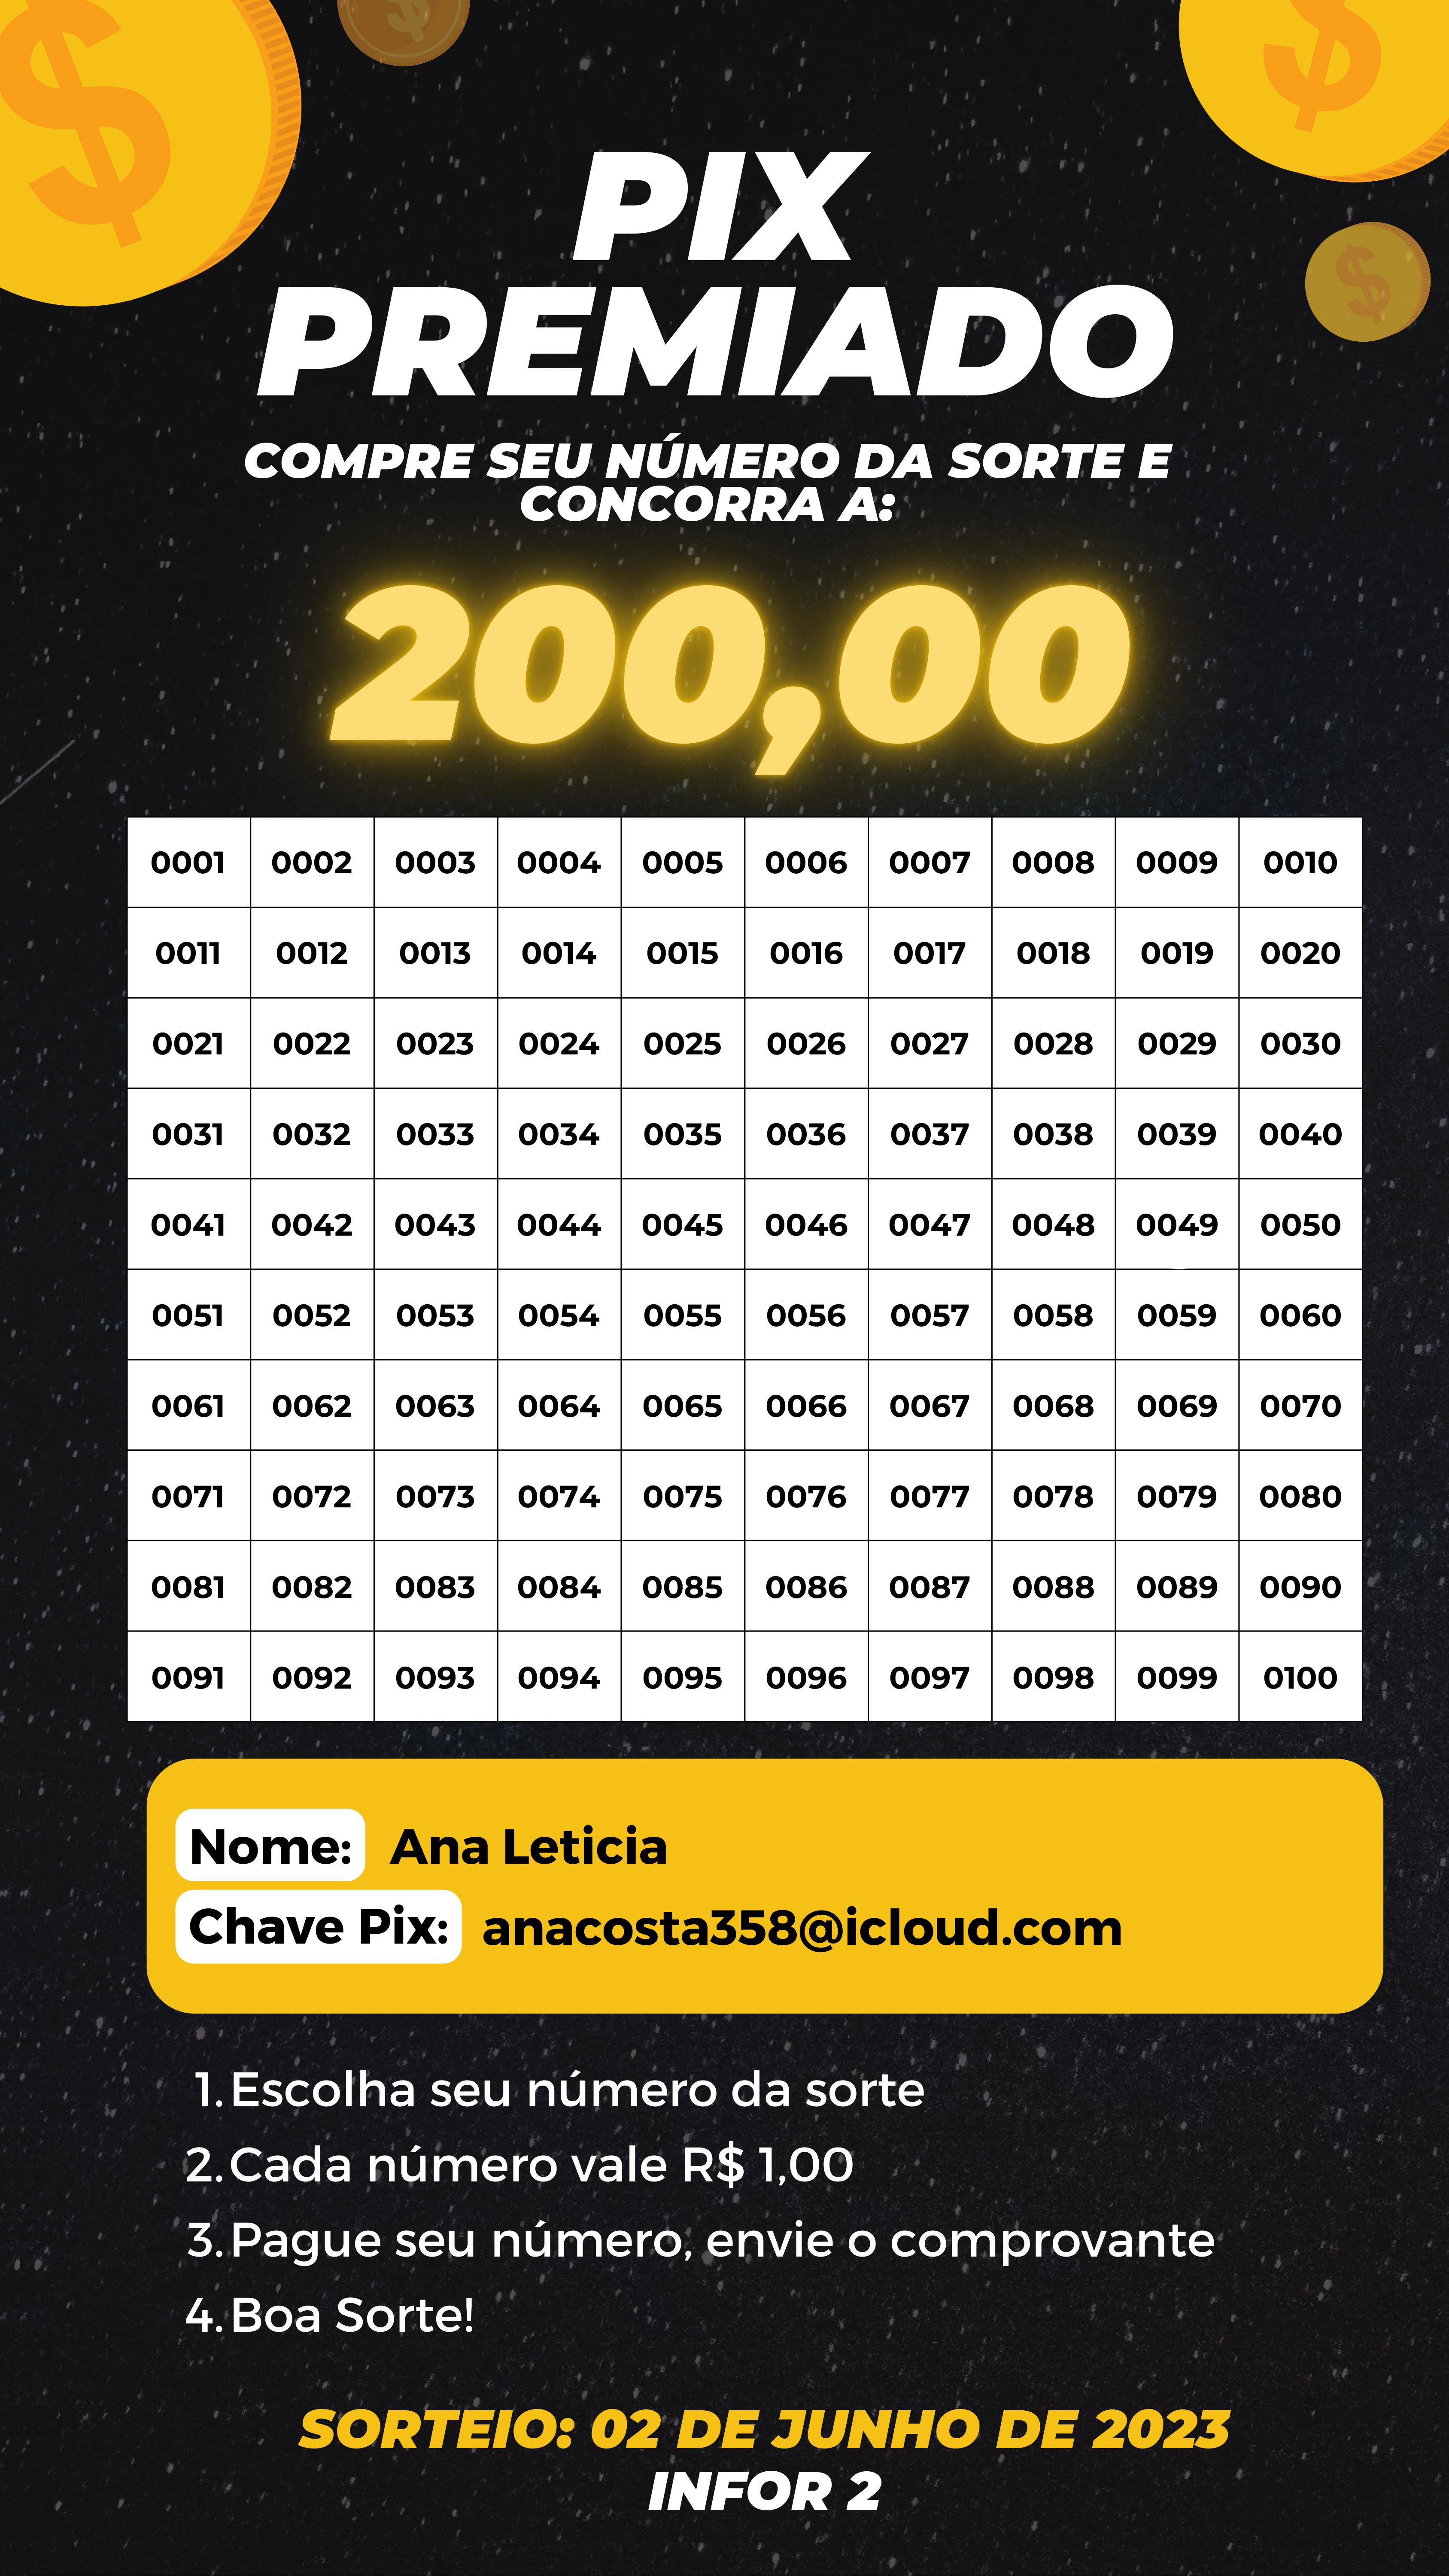 PIX
PREMIADO
COMPRE SEU NÚMERO DA SORTE E
CONCORRA A:
200,00
0001 0002 0003 0004 0005 0006 0007 0008 0009 0010
0011 0012 0013 0014 0015 0016 0017 0018 0019 0020
0021 0022 0023 0024 0025 0026 0027 0028 0029 0030
0031 0032 0033 0034 0035 0036 0037 0038 0039 0040
0041 0042 0043 0044 0045 0046 0047 0048 0049 0050
0051 0052 0053 0054 0055 0056 0057 0058 0059 0060
0061 0062 0063 0064 0065 0066 0067 0068 0069 0070
0071 0072 0073 0074 0075 0076 0077 0078 0079 0080
0081 0082 0083 0084 0085 0086 0087 0088 0089 0090
0091 0092 0093 0094 0095 0096 0097 0098 0099 0100
Nome: Ana Leticia
Chave Pix: anacosta358@icloud.com
1. Escolha seu número da sorte
2. Cada número vale R$ 1,00
3. Pague seu número, envie o comprovante
4. Boa Sorte!
SORTEIO: 02 DE JUNHO DE 2023
INFOR 2